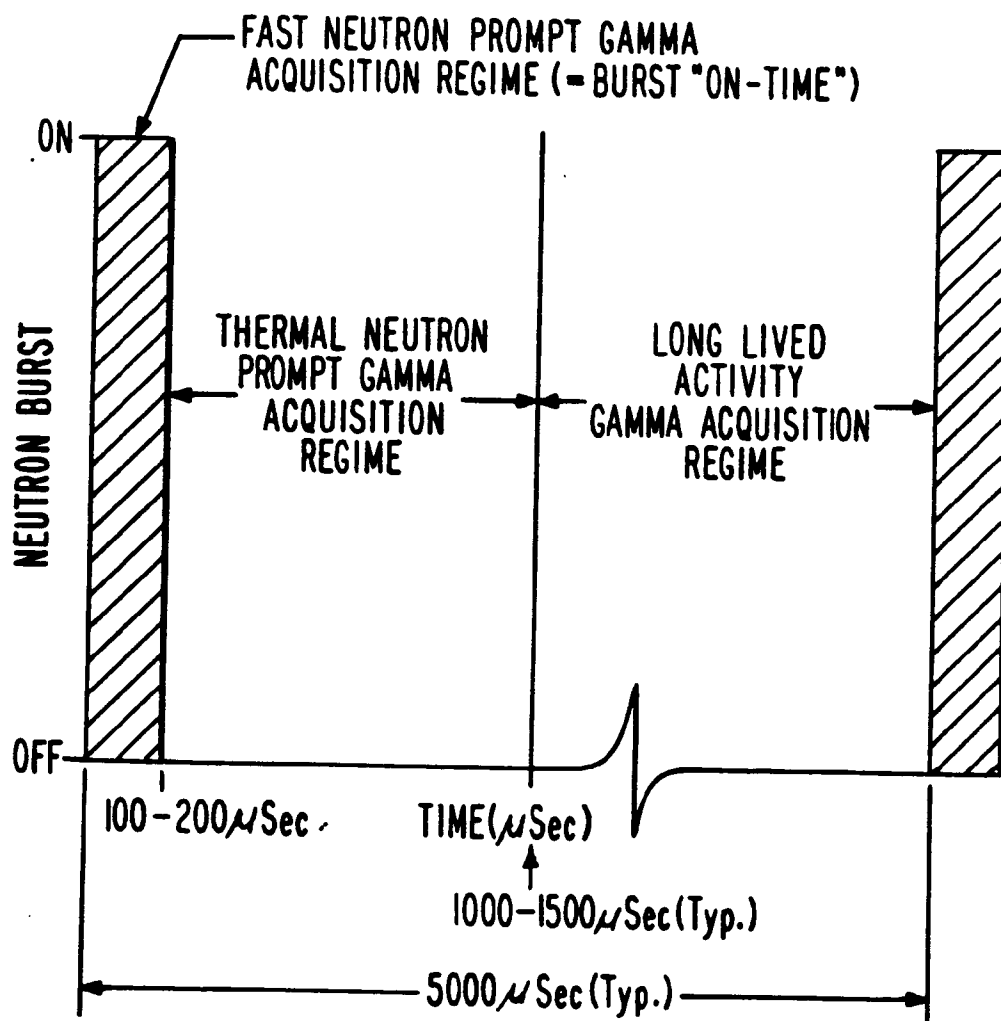 FAST NEUTRON PROMPT GAMMA
ACQUISITION REGIME (= BURST "ON-TIME")
ON
NEUTRON BURST
THERMAL NEUTRON
PROMPT GAMMA
ACQUISITION
REGIME
LONG LIVED
ACTIVITY
GAMMA ACQUISITION
REGIME
OFF
100-200μSec.
TIME(μSec)
1000-1500μSec(Typ.)
5000μSec(Typ.)